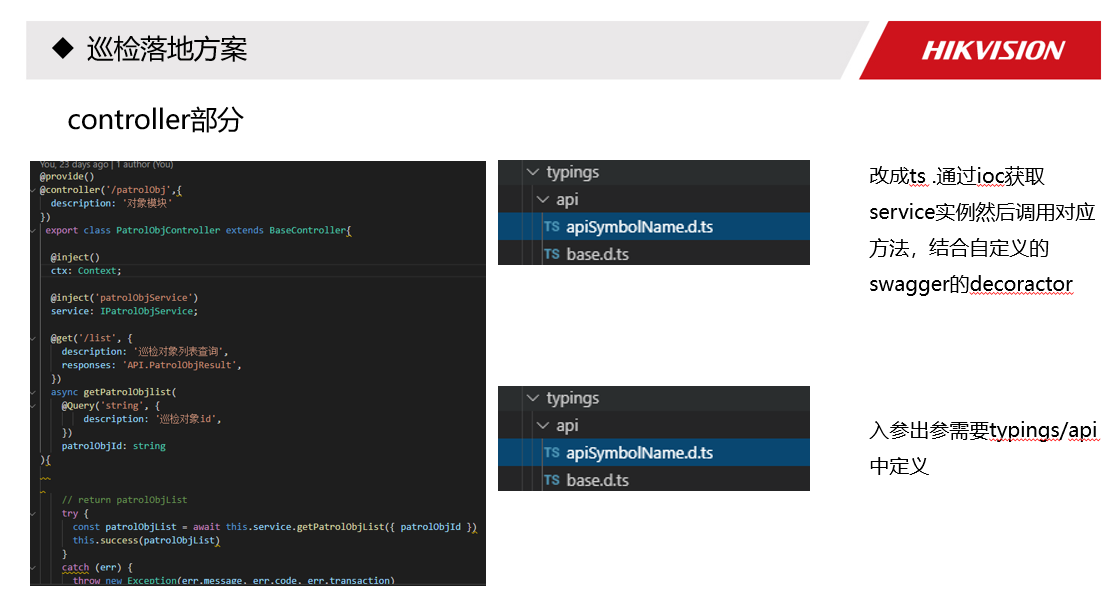 ◆ 巡检落地方案
HIKVISION
controller部分
You, 23 days ago | 1 author (You)
@provide()
@controller('/patrolObj',{
description: '对象模块'
})
export class PatrolObjController extends BaseController{
@inject()
ctx: Context;
@inject('patrolObjService')
service: IPatrolObjService;
@get('/list', {
description: '巡检对象列表查询',
responses: 'API.PatrolObjResult',
})
async getPatrolObjlist(
@Query('string', {
description: '巡检对象id',
})
patrolObjId: string
){
// return patrolObjList
try {
const patrolObjList = await this.service.getPatrolObjList({ patrolObjId })
this.success(patrolObjList)
}
catch (err) {
throw new Exception(err.message, err.code, err.transaction)
typings
api
TS apiSymbolName.d.ts
TS base.d.ts
改成ts .通过ioc获取
service实例然后调用对应
方法，结合自定义的
swagger的decoractor
typings
api
TS apiSymbolName.d.ts
TS base.d.ts
入参出参需要typings/api
中定义